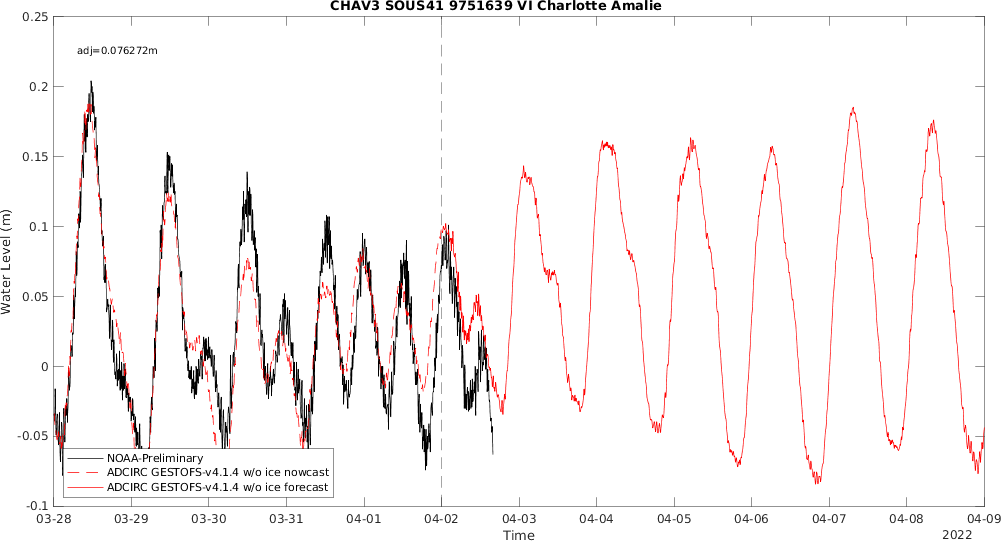 CHAV3 SOUS41 9751639 VI Charlotte Amalie
adj=0.076272m
0.25
0.2
0.15
0.1
0.05
0
-0.05
-0.1
Water Level (m)
NOAA-Preliminary
ADCIRC GESTOFS-v4.1.4 w/o ice nowcast
ADCIRC GESTOFS-v4.1.4 w/o ice forecast
03-28 03-29 03-30 03-31 04-01 04-02 04-03 04-04 04-05 04-06 04-07 04-08 04-09
Time
2022